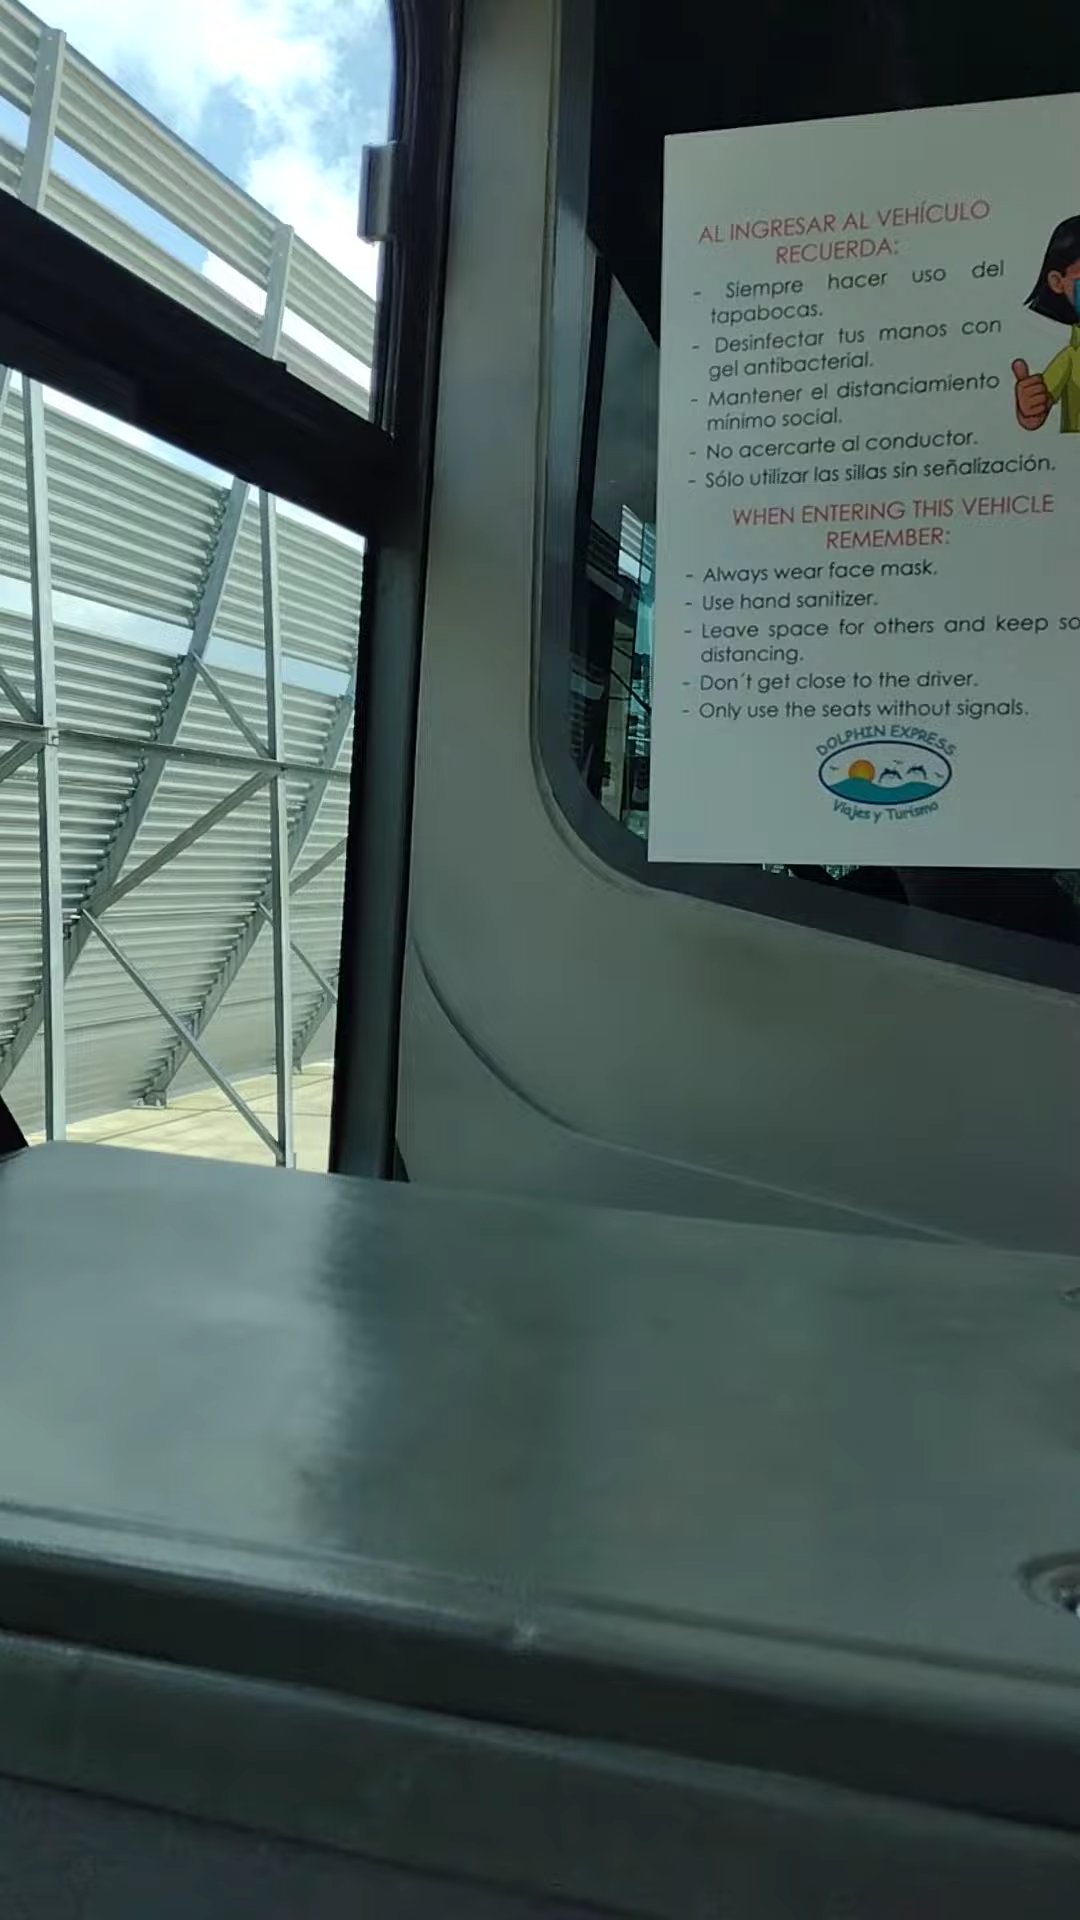 AL INGRESAR AL VEHÍCULO
RECUERDA:
- Siempre hacer uso del
tapabocas.
- Desinfectar tus manos con
gel antibacterial.
- Mantener el distanciamiento
mínimo social.
- No acercarte al conductor.
- Sólo utilizar las sillas sin señalización.
WHEN ENTERING THIS VEHICLE
REMEMBER:
- Always wear face mask.
- Use hand sanitizer.
- Leave space for others and keep so
distancing.
- Don´t get close to the driver.
- Only use the seats without signals.
DOLPHIN EXPRESS
Viajes y Turismo